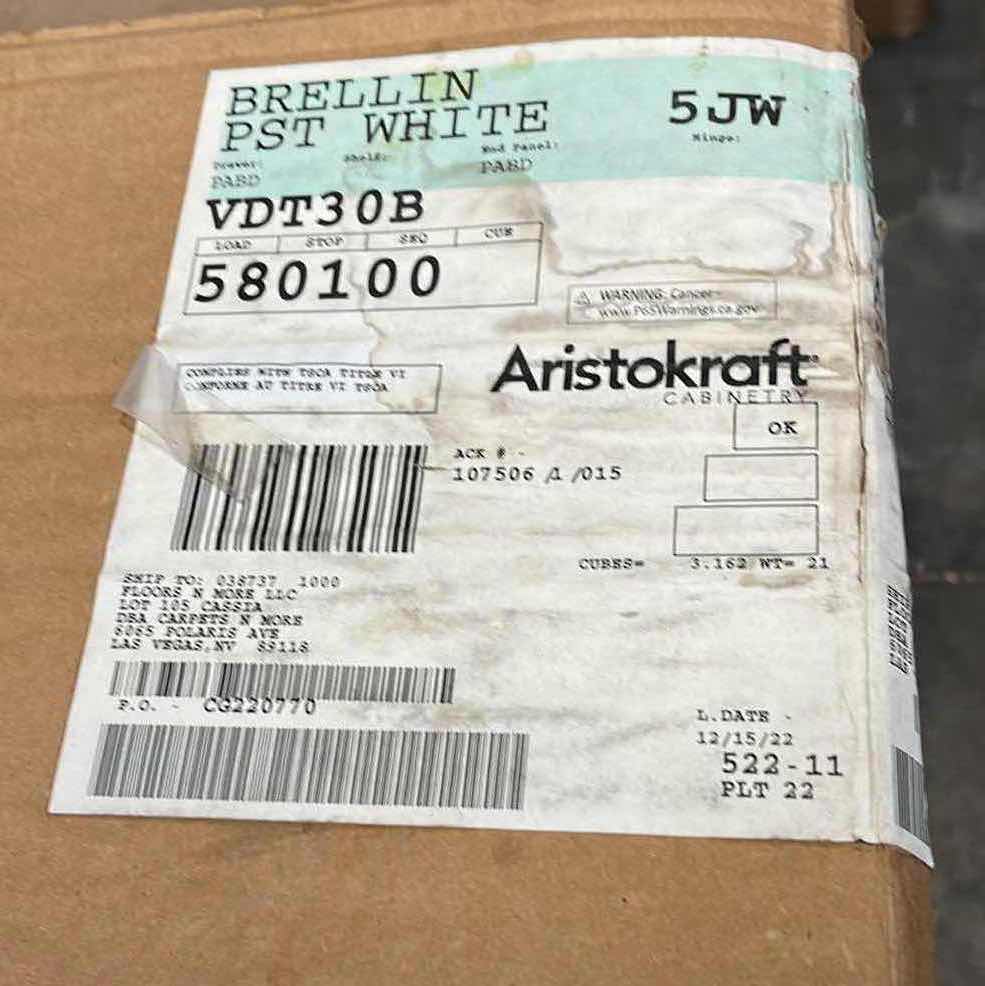 BRELLIN
PST WHITE
5JW
Drawer:
Shelf:
End Panel:
Hinge:
PABD
PABD
VDT30B
LOAD STOP SEQ CUB
580100
⚠ WARNING: Cancer-
www.P65Warnings.ca.gov
COMPLIES WITH TSCA TITLE VI
CONFORME AU TITRE VI TSCA
Aristokraft
CABINETRY
OK
ACK # -
107506 /1 /015
CUBES= 3.162 WT= 21
SHIP TO: 038737 1000
FLOORS N MORE LLC
LOT 105 CASSIA
DBA CARPETS N MORE
6065 POLARIS AVE
LAS VEGAS,NV 89118
P.O. - CG220770
L.DATE -
12/15/22
522-11
PLT 22